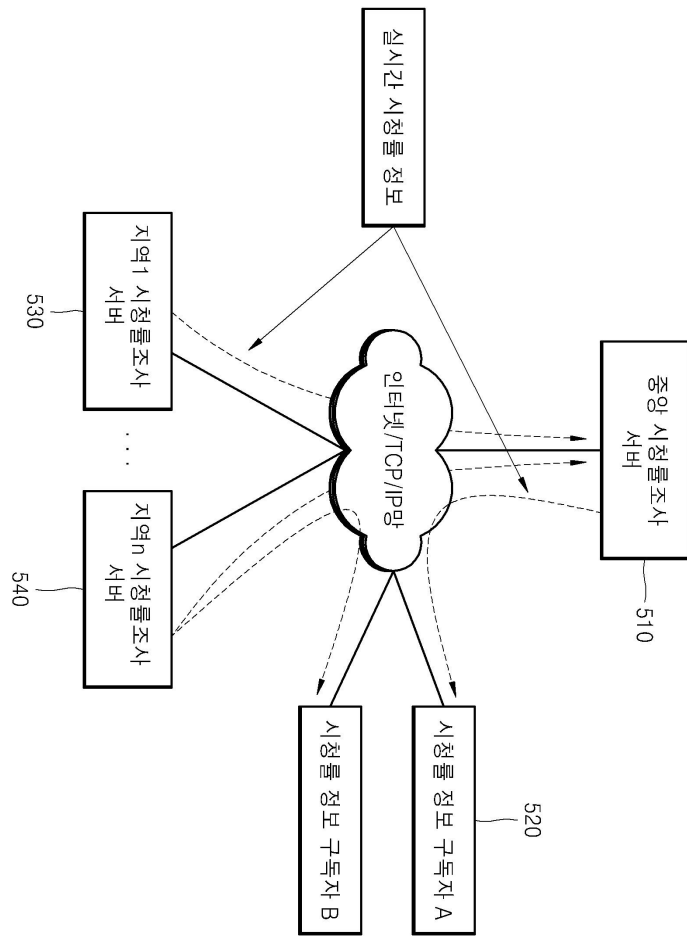 실시간 시청률 정보
중앙 시청률조사
서버
510
인터넷/TCP/IP망
지역1 시청률조사
서버
530
. . .
지역n 시청률조사
서버
540
시청률 정보 구독자 A
520
시청률 정보 구독자 B